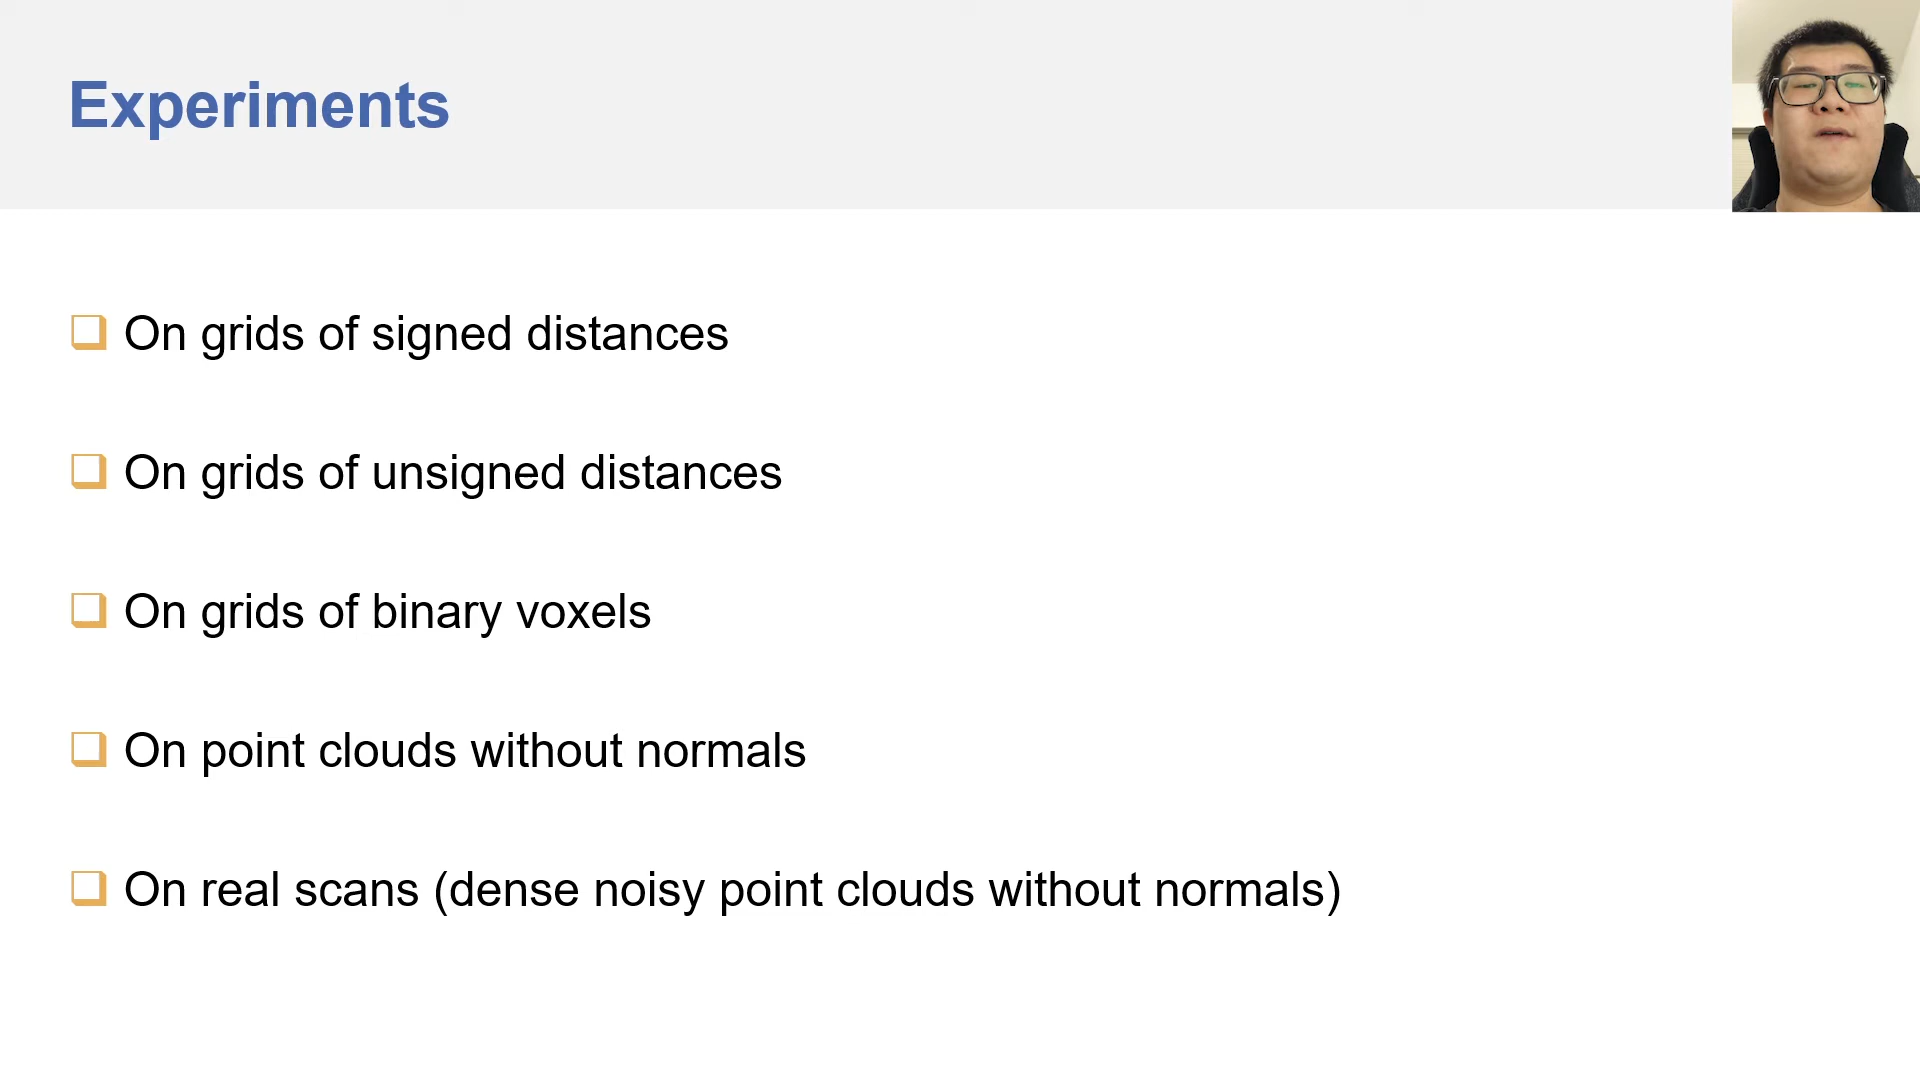 Experiments
On grids of signed distances
On grids of unsigned distances
On grids of binary voxels
On point clouds without normals
On real scans (dense noisy point clouds without normals)